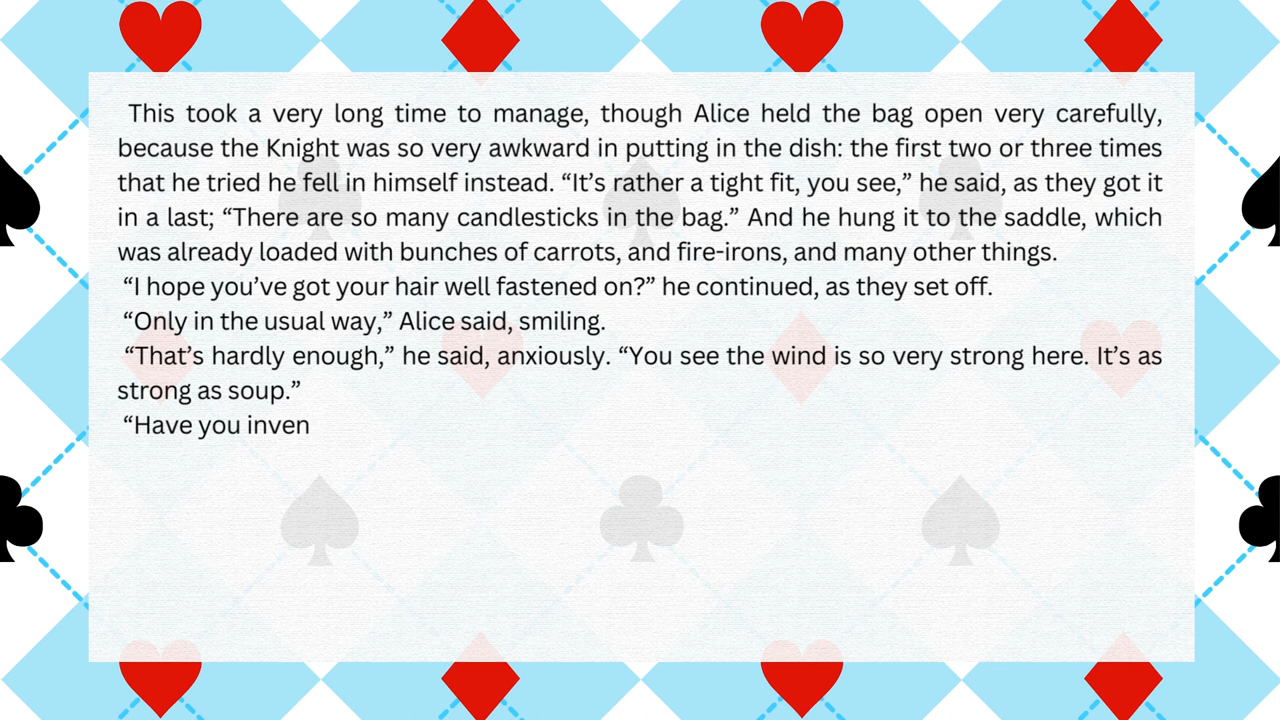 This took a very long time to manage, though Alice held the bag open very carefully,
because the Knight was so very awkward in putting in the dish: the first two or three times
that he tried he fell in himself instead. “It’s rather a tight fit, you see,” he said, as they got it
in a last; “There are so many candlesticks in the bag.” And he hung it to the saddle, which
was already loaded with bunches of carrots, and fire-irons, and many other things.
“I hope you’ve got your hair well fastened on?” he continued, as they set off.
“Only in the usual way,” Alice said, smiling.
“That’s hardly enough,” he said, anxiously. “You see the wind is so very strong here. It’s as
strong as soup.”
“Have you inven